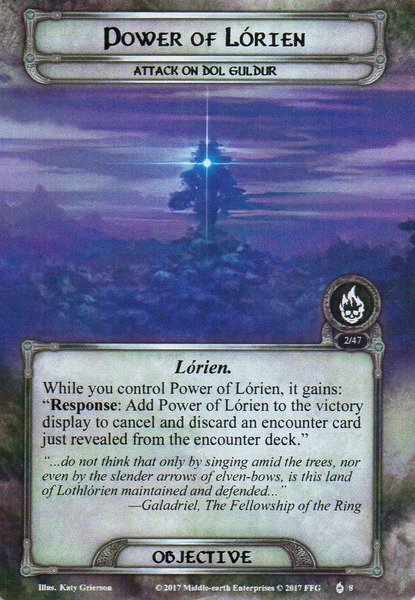 Power of Lórien
Attack on Dol Guldur
2/47
Lórien.
While you control Power of Lórien, it gains:
“Response: Add Power of Lórien to the victory
display to cancel and discard an encounter card
just revealed from the encounter deck.”
“...do not think that only by singing amid the trees, nor
even by the slender arrows of elven-bows, is this land
of Lothlórien maintained and defended...”
—Galadriel, The Fellowship of the Ring
Objective
Illus. Katy Grierson ©2017 Middle-earth Enterprises © 2017 FFG 8